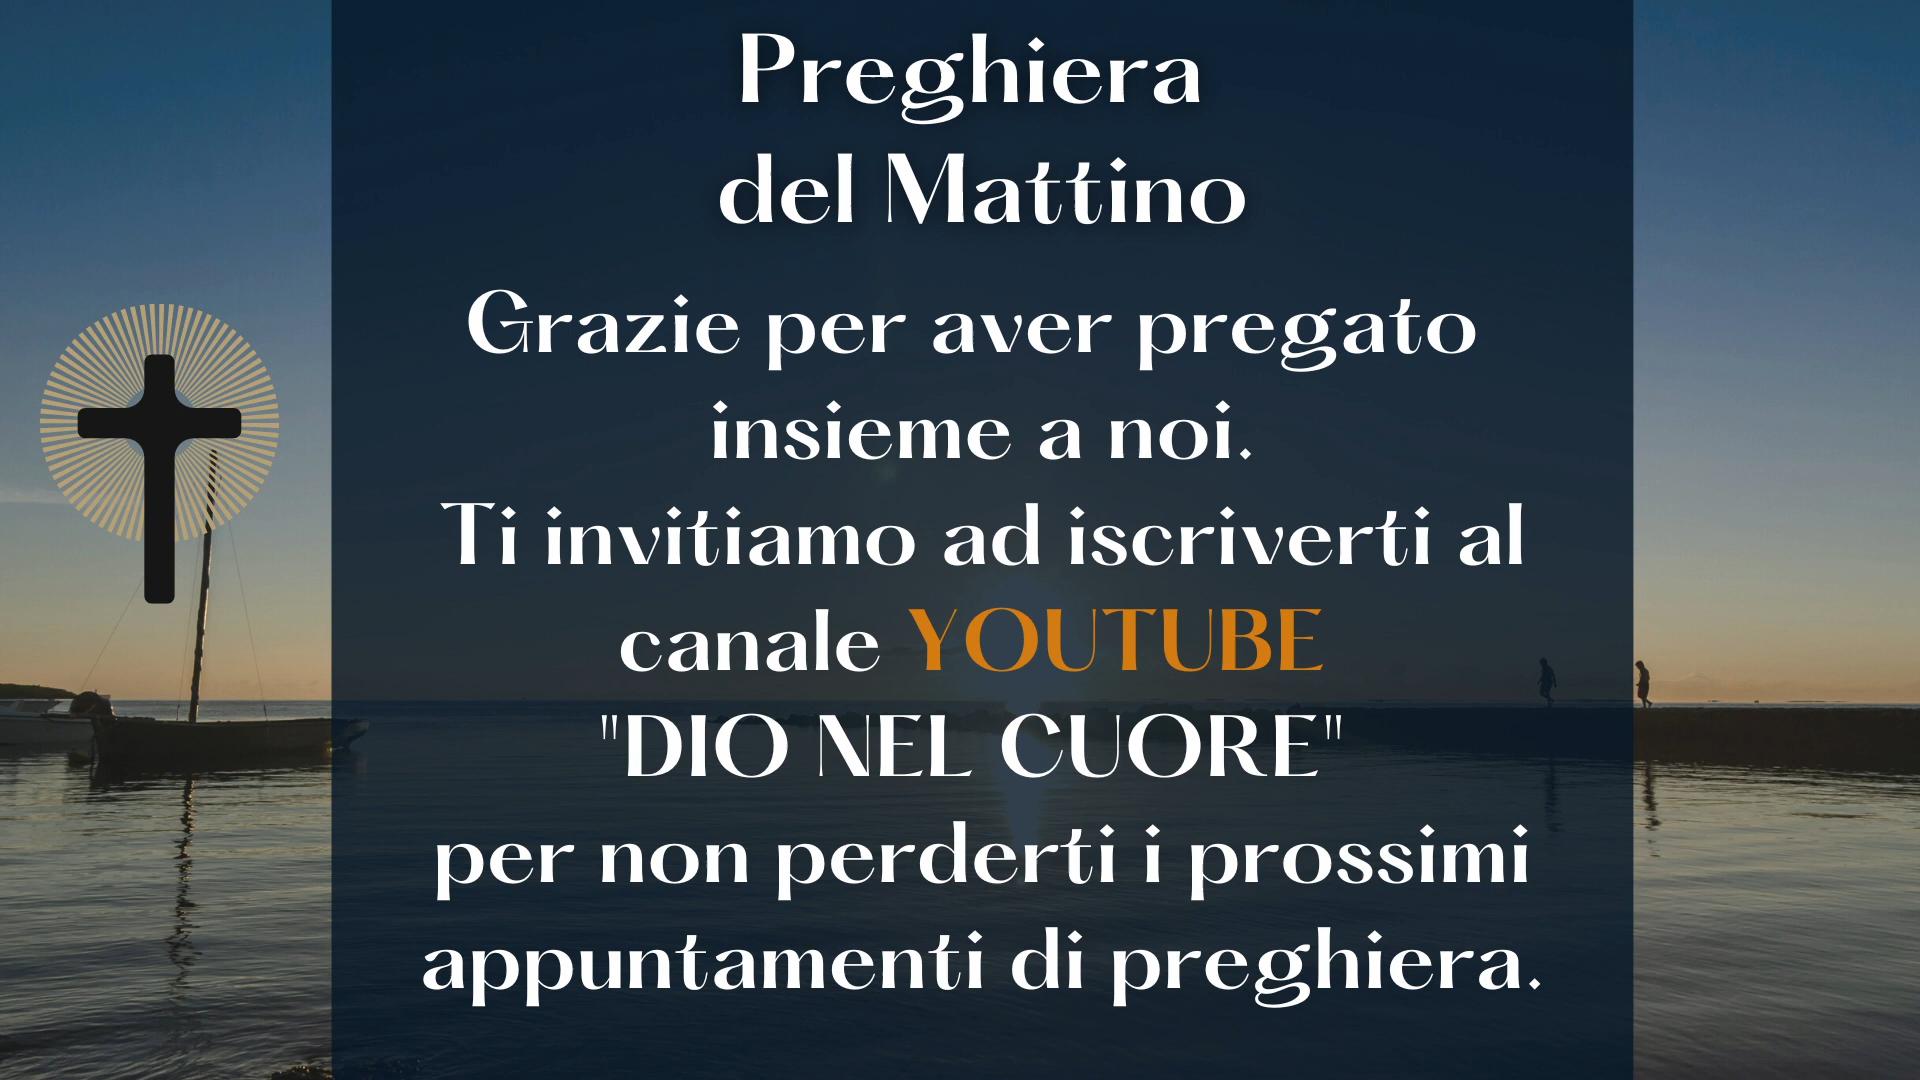 Preghiera
del Mattino
Grazie per aver pregato
insieme a noi.
Ti invitiamo ad iscriverti al
canale YOUTUBE
"DIO NEL CUORE"
per non perderti i prossimi
appuntamenti di preghiera.